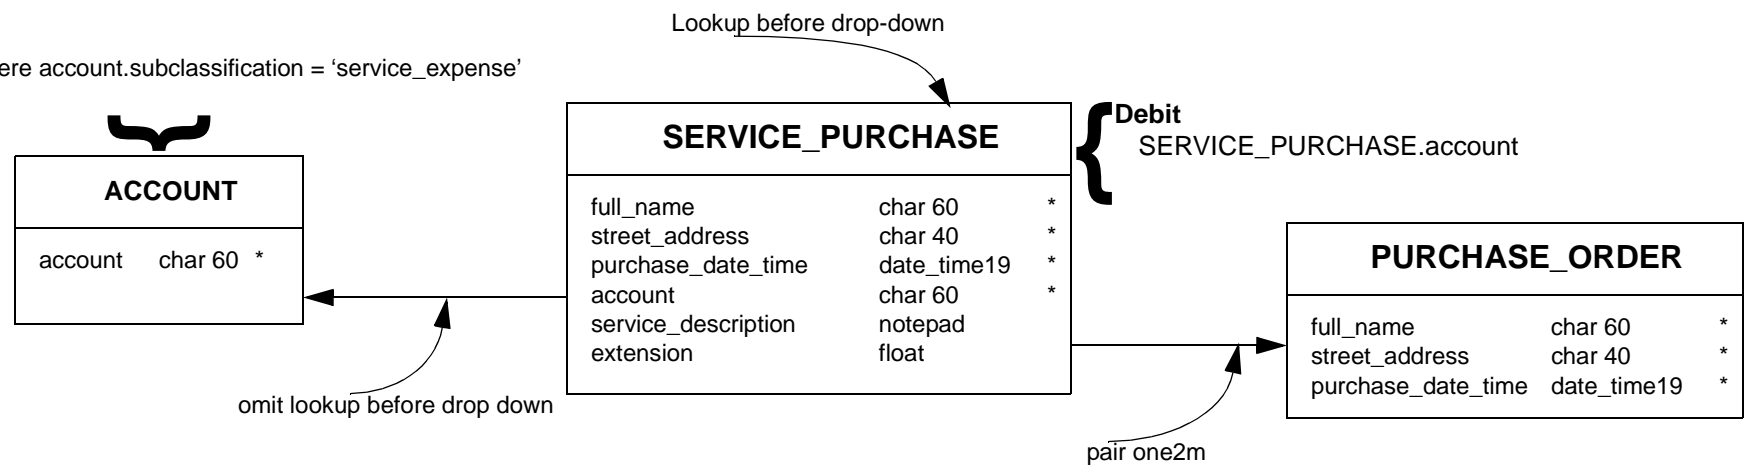 Lookup before drop-down
ere account.subclassification = ‘service_expense’
{
ACCOUNT
account char 60 *
omit lookup before drop down
SERVICE_PURCHASE
full_name char 60 *
street_address char 40 *
purchase_date_time date_time19 *
account char 60 *
service_description notepad
extension float
{
Debit
SERVICE_PURCHASE.account
PURCHASE_ORDER
full_name char 60 *
street_address char 40 *
purchase_date_time date_time19 *
pair one2m